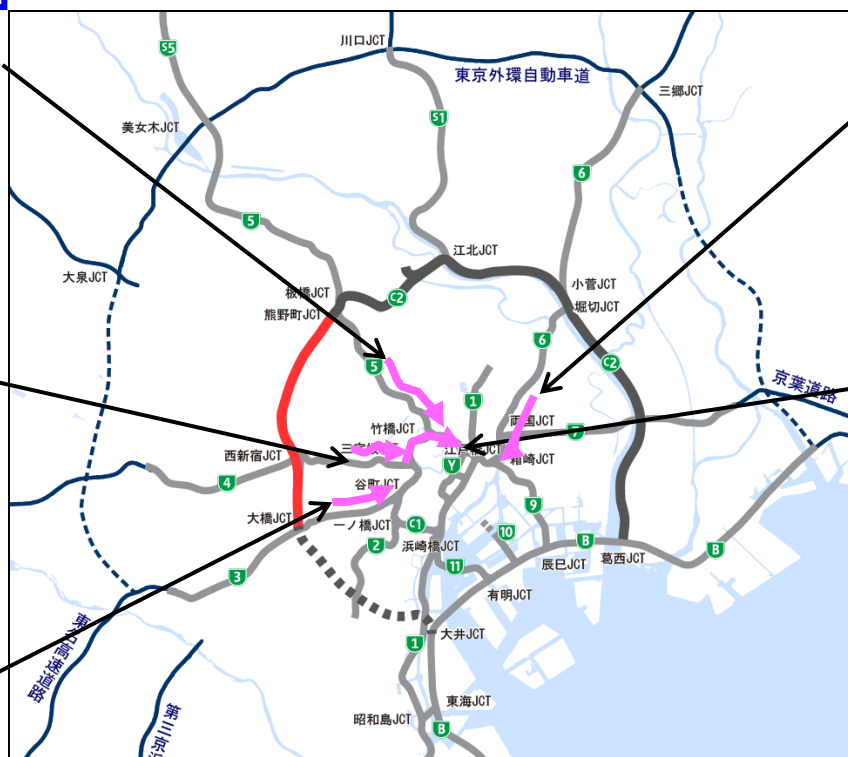 S5
川口JCT
東京外環自動車道
三郷JCT
美女木JCT
S1
6
5
大泉JCT
江北JCT
板橋JCT
C2
小菅JCT
熊野町JCT
堀切JCT
6
5
C2
京葉道路
1
両国JCT
竹橋JCT
7
江戸橋JCT
西新宿JCT
箱崎JCT
Y
4
谷町JCT
9
大橋JCT
一ノ橋JCT
C1
10
2
浜崎橋JCT
B
B
辰巳JCT
葛西JCT
11
3
有明JCT
東名高速道路
1
大井JCT
第三京
東海JCT
昭和島JCT
B